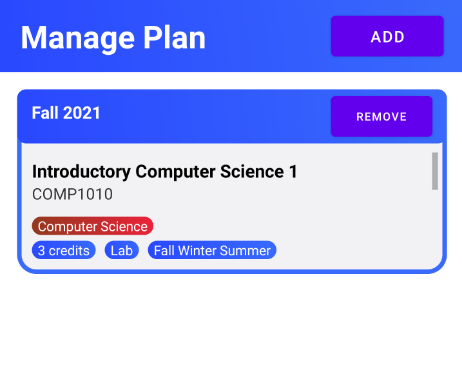 Manage Plan
ADD
Fall 2021
REMOVE
Introductory Computer Science 1
COMP1010
Computer Science
3 credits Lab Fall Winter Summer